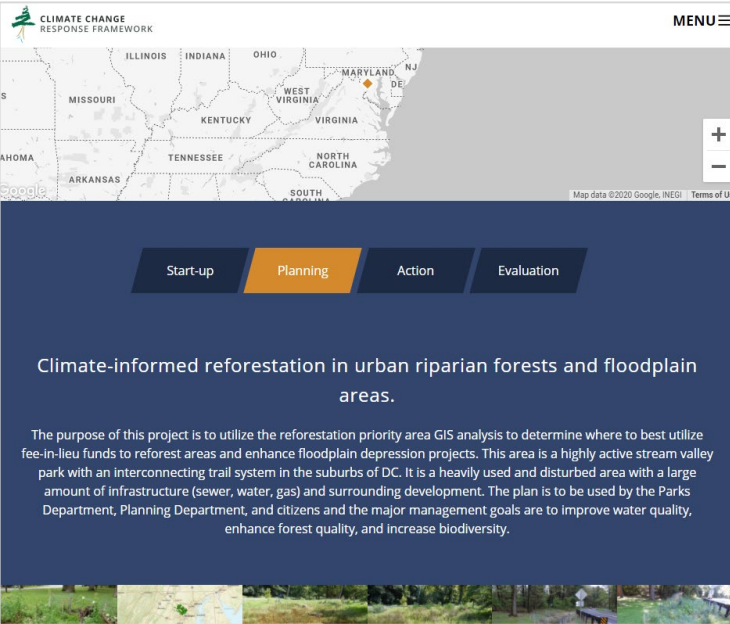 CLIMATE CHANGE
RESPONSE FRAMEWORK
MENU
ILLINOIS
INDIANA
OHIO
MARYLAND
NJ
DE
S
MISSOURI
WEST
VIRGINIA
KENTUCKY
VIRGINIA
AHOMA
TENNESSEE
NORTH
CAROLINA
ARKANSAS
SOUTH
CAROLINA
Google
+
−
Map data ©2020 Google, INEGI
Terms of U
Start-up
Planning
Action
Evaluation
Climate-informed reforestation in urban riparian forests and floodplain
areas.
The purpose of this project is to utilize the reforestation priority area GIS analysis to determine where to best utilize
fee-in-lieu funds to reforest areas and enhance floodplain depression projects. This area is a highly active stream valley
park with an interconnecting trail system in the suburbs of DC. It is a heavily used and disturbed area with a large
amount of infrastructure (sewer, water, gas) and surrounding development. The plan is to be used by the Parks
Department, Planning Department, and citizens and the major management goals are to improve water quality,
enhance forest quality, and increase biodiversity.